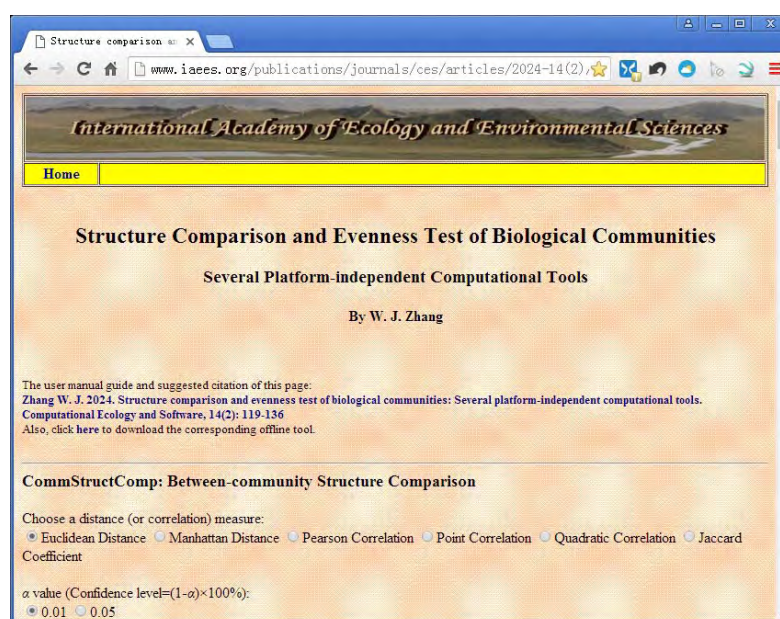 Structure comparison an
www.iaees.org/publications/journals/ces/articles/2024-14(2)/
International Academy of Ecology and Environmental Sciences
Home
Structure Comparison and Evenness Test of Biological Communities
Several Platform-independent Computational Tools
By W. J. Zhang
The user manual guide and suggested citation of this page:
Zhang W. J. 2024. Structure comparison and evenness test of biological communities: Several platform-independent computational tools.
Computational Ecology and Software, 14(2): 119-136
Also, click here to download the corresponding offline tool.
CommStructComp: Between-community Structure Comparison
Choose a distance (or correlation) measure:
Euclidean Distance Manhattan Distance Pearson Correlation Point Correlation Quadratic Correlation Jaccard
Coefficient
α value (Confidence level=(1-α)×100%):
0.01 0.05